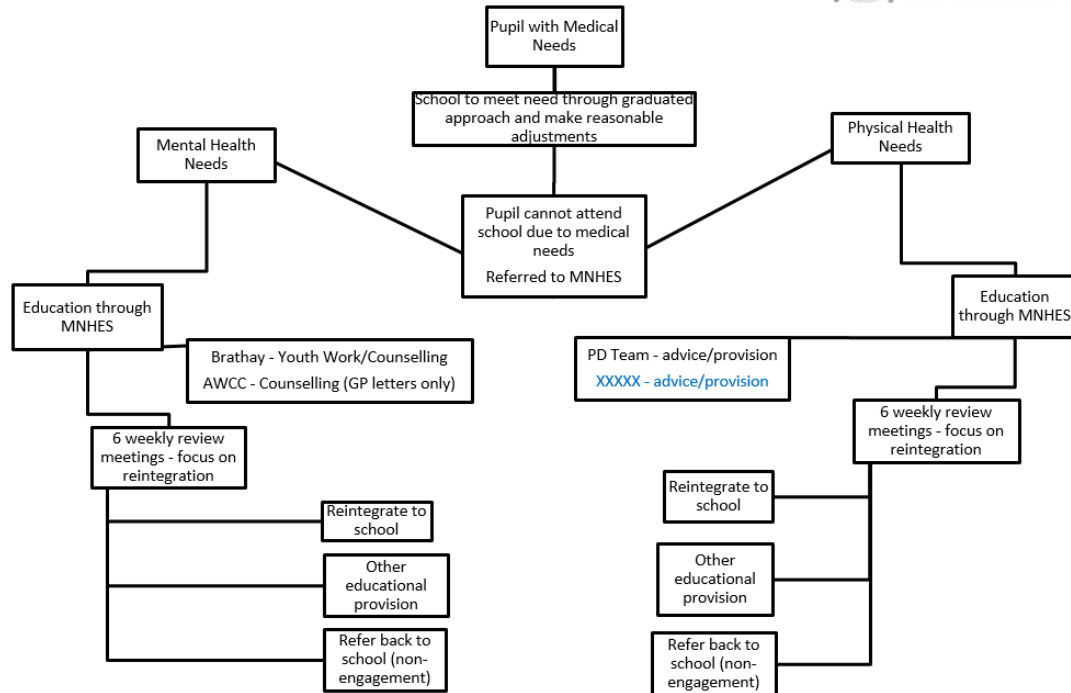 Pupil with Medical
Needs
School to meet need through graduated
approach and make reasonable
adjustments
Mental Health
Needs
Physical Health
Needs
Pupil cannot attend
school due to medical
needs
Referred to MNHES
Education through
MNHES
Education
through MNHES
Brathay - Youth Work/Counselling
AWCC - Counselling (GP letters only)
PD Team - advice/provision
XXXXX - advice/provision
6 weekly review
meetings - focus on
reintegration
6 weekly review
meetings - focus on
reintegration
Reintegrate to
school
Other
educational
provision
Refer back to
school (non-
engagement)
Reintegrate to
school
Other
educational
provision
Refer back to
school (non-
engagement)